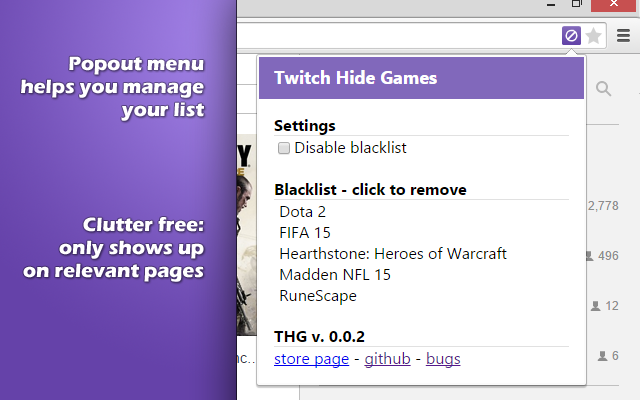 Popout menu
helps you manage
your list
Clutter free:
only shows up
on relevant pages
Twitch Hide Games
Settings
Disable blacklist
Blacklist - click to remove
Dota 2
FIFA 15
Hearthstone: Heroes of Warcraft
Madden NFL 15
RuneScape
THG v. 0.0.2
store page - github - bugs
2,778
496
12
6